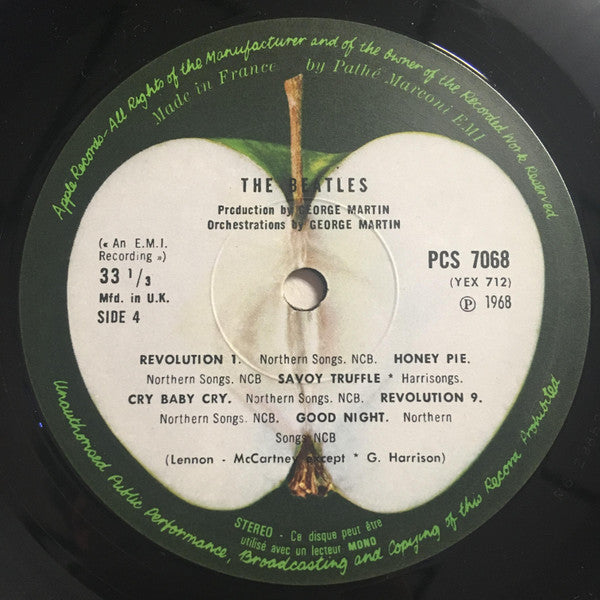 Apple Records-All Rights of the Manufacturer and of the Owner of the Recorded Work Reserved
Made in France by Pathé Marconi EMI
THE BEATLES
Production by GEORGE MARTIN
Orchestrations by GEORGE MARTIN
(« An E.M.I.
Recording »)
33 1/3
Mfd. in U.K.
SIDE 4
PCS 7068
(YEX 712)
Ⓟ 1968
REVOLUTION 1. Northern Songs. NCB. HONEY PIE.
Northern Songs. NCB SAVOY TRUFFLE * Harrisongs.
CRY BABY CRY. Northern Songs. NCB. REVOLUTION 9.
Northern Songs. NCB. GOOD NIGHT. Northern
Songs NCB
(Lennon - McCartney except * G. Harrison)
STEREO - Ce disque peut être
utilisé avec un lecteur MONO
Unauthorised Public Performance, Broadcasting and Copying of this Record Prohibited